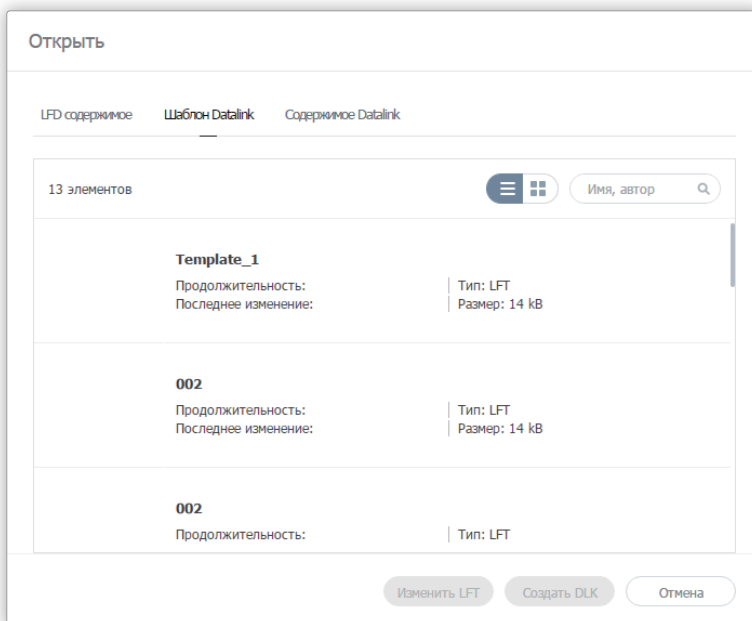 Открыть
LFD содержимое Шаблон Datalink Содержимое Datalink
13 элементов Имя, автор
Template_1
Продолжительность: Тип: LFT
Последнее изменение: Размер: 14 kB
002
Продолжительность: Тип: LFT
Последнее изменение: Размер: 14 kB
002
Продолжительность: Тип: LFT
Изменить LFT Создать DLK Отмена